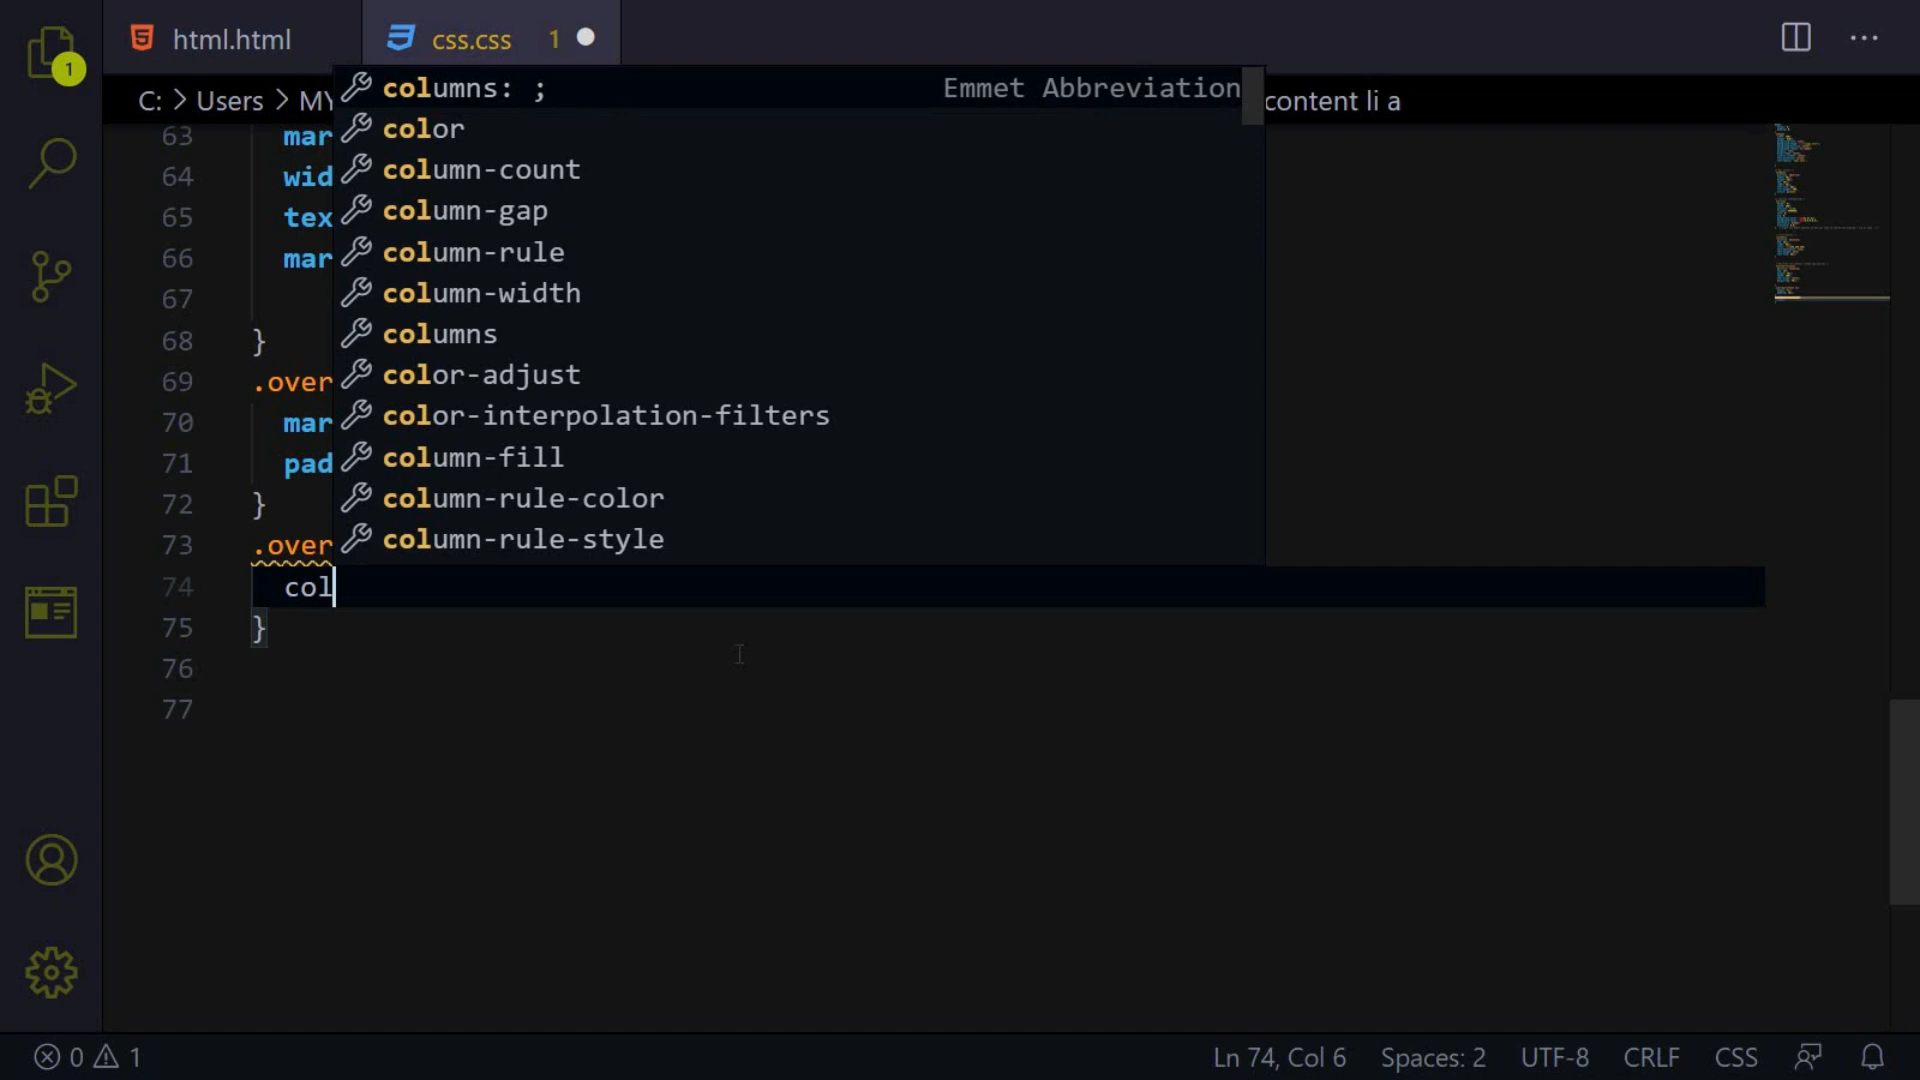 html.html
css.css 1
1
C: > Users > MY
content li a
columns: ; Emmet Abbreviation
color
column-count
column-gap
column-rule
column-width
columns
color-adjust
color-interpolation-filters
column-fill
column-rule-color
column-rule-style
63 mar
64 wid
65 tex
66 mar
67
68 }
69 .over
70 mar
71 pad
72 }
73 .over
74 col
75 }
76
77
0 1
Ln 74, Col 6 Spaces: 2 UTF-8 CRLF CSS